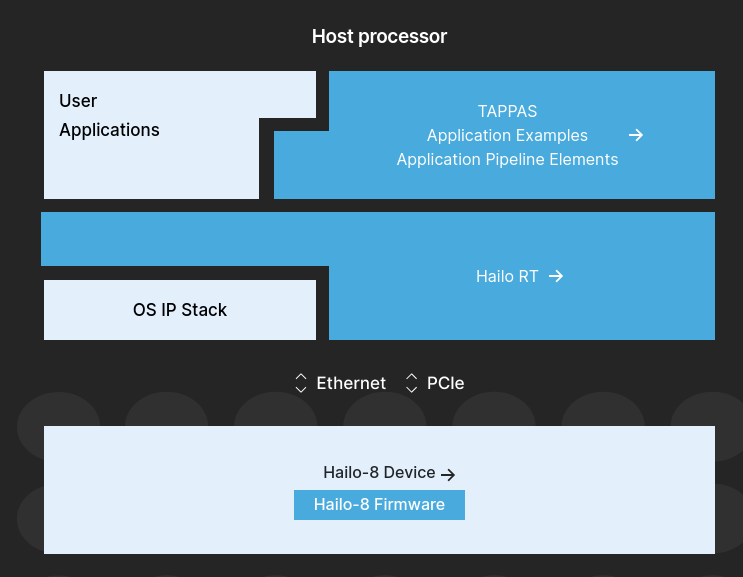 Host processor
User
Applications
TAPPAS
Application Examples
Application Pipeline Elements
Hailo RT
OS IP Stack
Ethernet PCIe
Hailo-8 Device
Hailo-8 Firmware